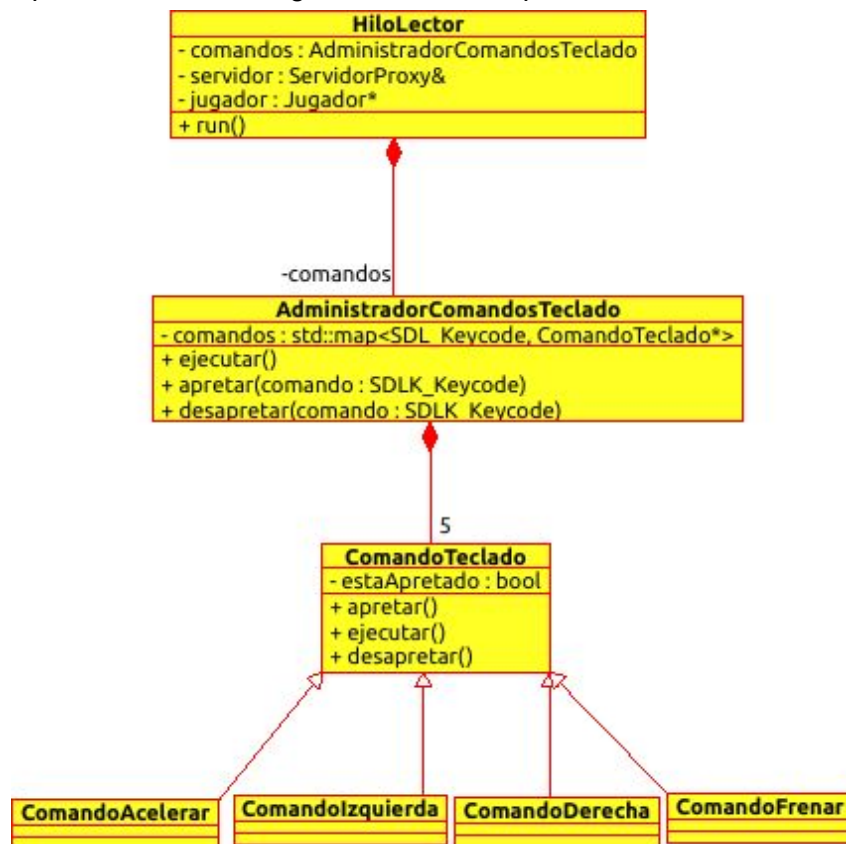 HiloLector
- comandos : AdministradorComandosTeclado
- servidor : ServidorProxy&
- jugador : Jugador*
+ run()
-comandos
AdministradorComandosTeclado
- comandos : std::map<SDL_Keycode, ComandoTeclado*>
+ ejecutar()
+ apretar(comando : SDLK_Keycode)
+ desapretar(comando : SDLK_Keycode)
5
ComandoTeclado
- estaApretado : bool
+ apretar()
+ ejecutar()
+ desapretar()
ComandoAcelerar
ComandoIzquierda
ComandoDerecha
ComandoFrenar